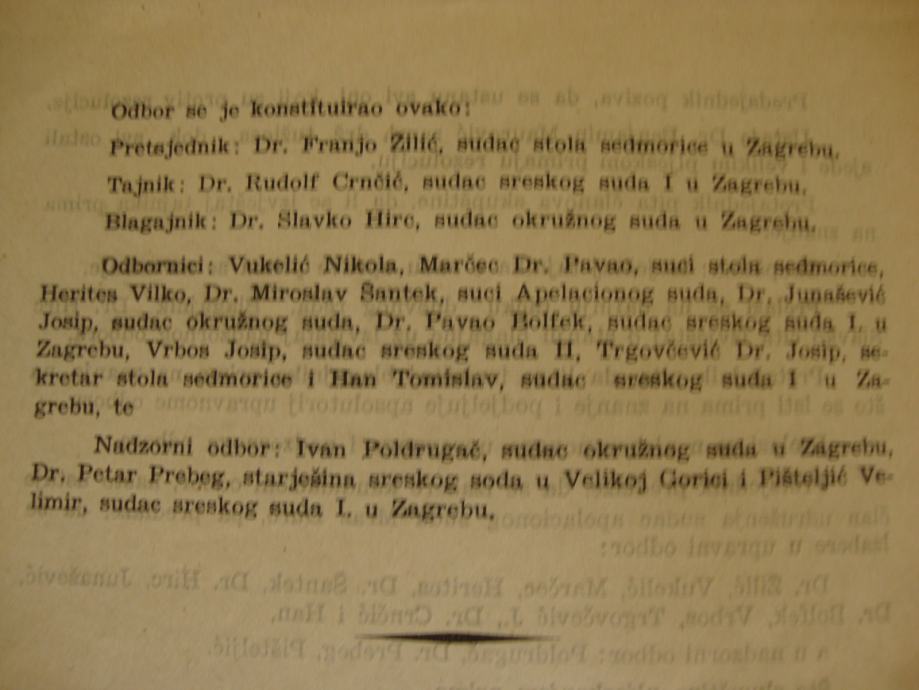 Odbor se je konstituirao ovako:
Pretsjednik: Dr. Franjo Žilić, sudac stola sedmorice u Zagrebu,
Tajnik: Dr. Rudolf Crnčić, sudac sreskog suda I u Zagrebu,
Blagajnik: Dr. Slavko Hirc, sudac okružnog suda u Zagrebu,
Odbornici: Vukelić Nikola, Marčec Dr. Pavao, suci stola sedmorice,
Herites Vilko, Dr. Miroslav Šantek, suci Apelacionog suda, Dr. Junašević
Josip, sudac okružnog suda, Dr. Pavao Bolfek, sudac sreskog suda I. u
Zagrebu, Vrbos Josip, sudac sreskog suda II, Trgovčević Dr. Josip, se-
kretar stola sedmorice i Han Tomislav, sudac sreskog suda I u Za-
grebu, te
Nadzorni odbor: Ivan Poldrugač, sudac okružnog suda u Zagrebu,
Dr. Petar Prebeg, starješina sreskog soda u Velikoj Gorici i Pišteljić Ve-
limir, sudac sreskog suda I. u Zagrebu.